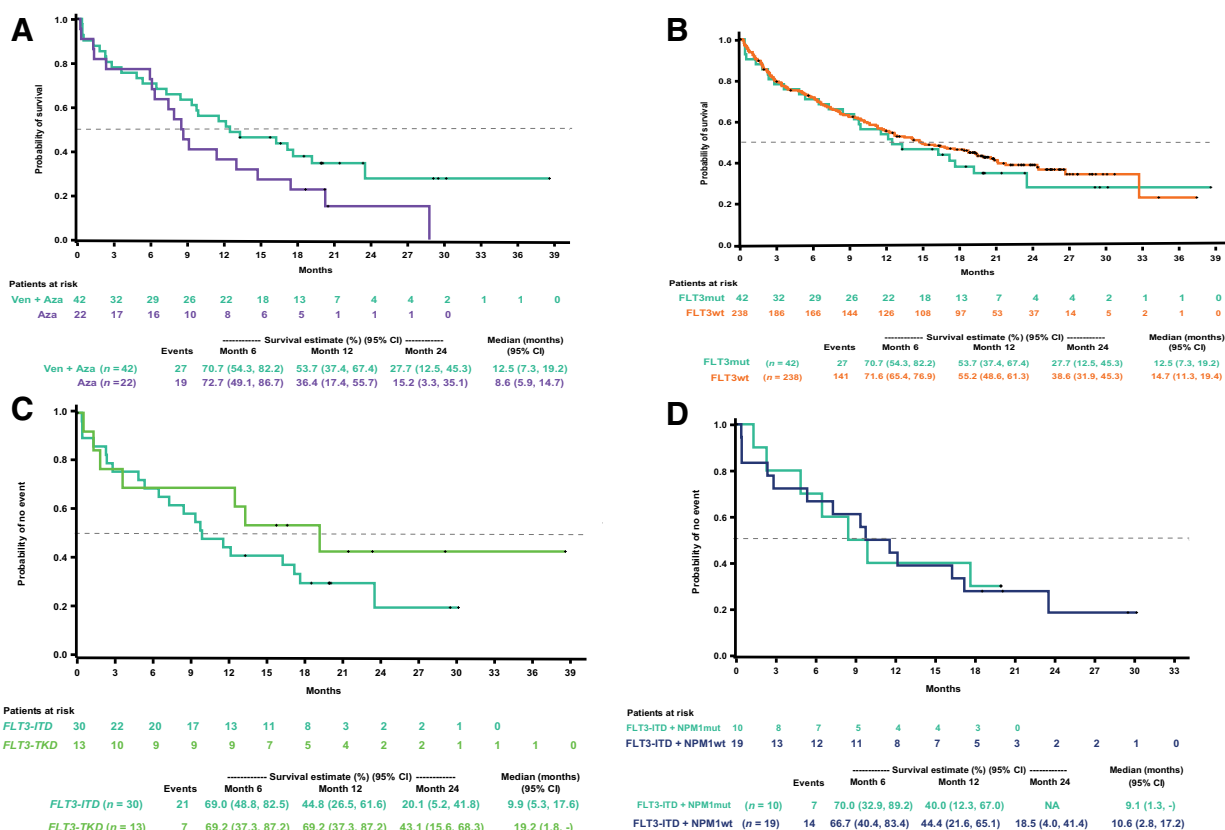 A
Probability of survival
1.0
0.8
0.6
0.4
0.2
0.0
0 3 6 9 12 15 18 21 24 27 30 33 36 39
Months
Patients at risk
Ven + Aza 42 32 29 26 22 18 13 7 4 4 2 1 1 0
Aza 22 17 16 10 8 6 5 1 1 1 0
------------ Survival estimate (%) (95% CI) ------------ Median (months)
Events Month 6 Month 12 Month 24 (95% CI)
Ven + Aza (n = 42) 27 70.7 (54.3, 82.2) 53.7 (37.4, 67.4) 27.7 (12.5, 45.3) 12.5 (7.3, 19.2)
Aza (n = 22) 19 72.7 (49.1, 86.7) 36.4 (17.4, 55.7) 15.2 (3.3, 35.1) 8.6 (5.9, 14.7)
B
Probability of survival
1.0
0.8
0.6
0.4
0.2
0.0
0 3 6 9 12 15 18 21 24 27 30 33 36 39
Months
Patients at risk
FLT3mut 42 32 29 26 22 18 13 7 4 4 2 1 1 0
FLT3wt 238 186 166 144 126 108 97 53 37 14 5 2 1 0
------------ Survival estimate (%) (95% CI) ------------ Median (months)
Events Month 6 Month 12 Month 24 (95% CI)
FLT3mut (n = 42) 27 70.7 (54.3, 82.2) 53.7 (37.4, 67.4) 27.7 (12.5, 45.3) 12.5 (7.3, 19.2)
FLT3wt (n = 238) 141 71.6 (65.4, 76.9) 55.2 (48.6, 61.3) 38.6 (31.9, 45.3) 14.7 (11.3, 19.4)
C
Probability of no event
1.0
0.8
0.6
0.4
0.2
0 3 6 9 12 15 18 21 24 27 30 33 36 39
Months
Patients at risk
FLT3-ITD 30 22 20 17 13 11 8 3 2 2 1 0
FLT3-TKD 13 10 9 9 9 7 5 4 2 2 1 1 1 0
------------ Survival estimate (%) (95% CI) ------------ Median (months)
Events Month 6 Month 12 Month 24 (95% CI)
FLT3-ITD (n = 30) 21 69.0 (48.8, 82.5) 44.8 (26.5, 61.6) 20.1 (5.2, 41.8) 9.9 (5.3, 17.6)
FLT3-TKD (n = 13) 7 69.2 (37.3, 87.2) 69.2 (37.3, 87.2) 43.1 (15.6, 68.3) 19.2 (1.8, -)
D
Probability of no event
1.0
0.8
0.6
0.4
0.2
0.0
0 3 6 9 12 15 18 21 24 27 30 33
Months
Patients at risk
FLT3-ITD + NPM1mut 10 8 7 5 4 4 3 0
FLT3-ITD + NPM1wt 19 13 12 11 8 7 5 3 2 2 1 0
------------ Survival estimate (%) (95% CI) ------------ Median (months)
Events Month 6 Month 12 Month 24 (95% CI)
FLT3-ITD + NPM1mut (n = 10) 7 70.0 (32.9, 89.2) 40.0 (12.3, 67.0) NA 9.1 (1.3, -)
FLT3-ITD + NPM1wt (n = 19) 14 66.7 (40.4, 83.4) 44.4 (21.6, 65.1) 18.5 (4.0, 41.4) 10.6 (2.8, 17.2)